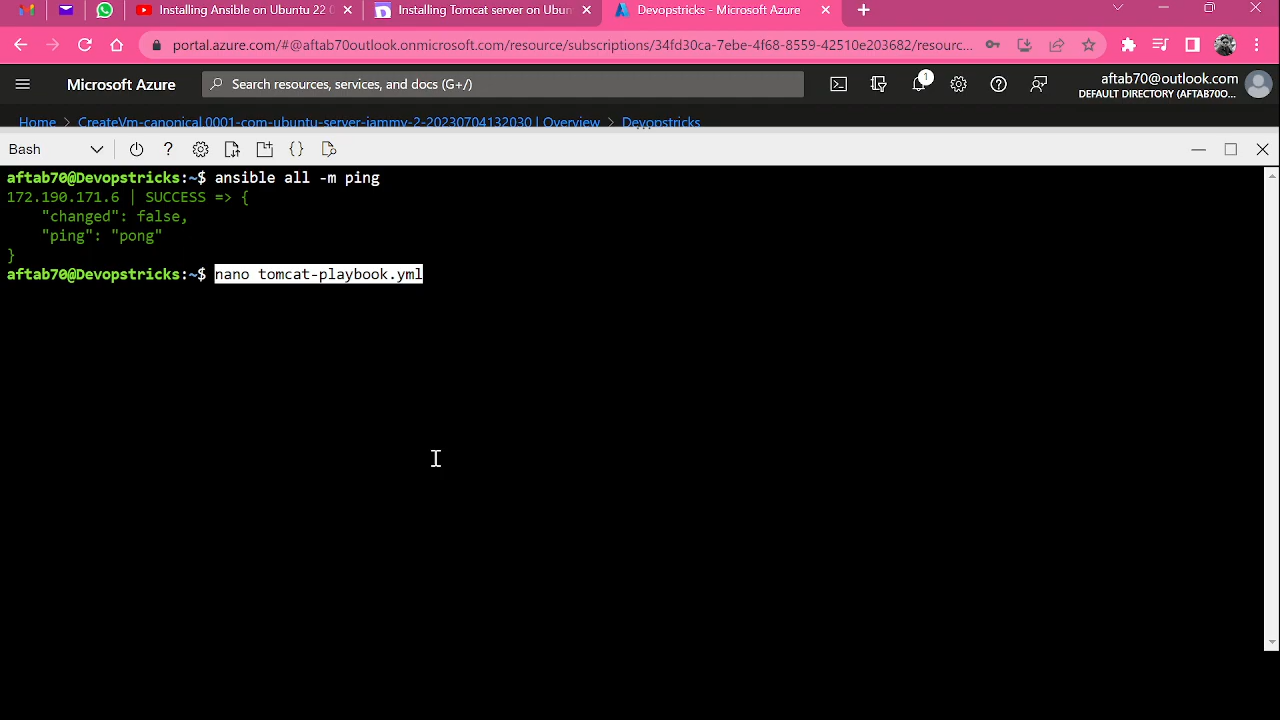 Installing Ansible on Ubuntu 22 0
Installing Tomcat server on Ubun
Devopstricks - Microsoft Azure
portal.azure.com/#@aftab70outlook.onmicrosoft.com/resource/subscriptions/34fd30ca-7ebe-4f68-8559-42510e203682/resourc...
Microsoft Azure
Search resources, services, and docs (G+/)
1
aftab70@outlook.com
DEFAULT DIRECTORY (AFTAB70O...
Home > CreateVm-canonical.0001-com-ubuntu-server-jammy-2-20230704132030 | Overview > Devopstricks
Bash
aftab70@Devopstricks:~$ ansible all -m ping
172.190.171.6 | SUCCESS => {
    "changed": false,
    "ping": "pong"
}
aftab70@Devopstricks:~$ nano tomcat-playbook.yml